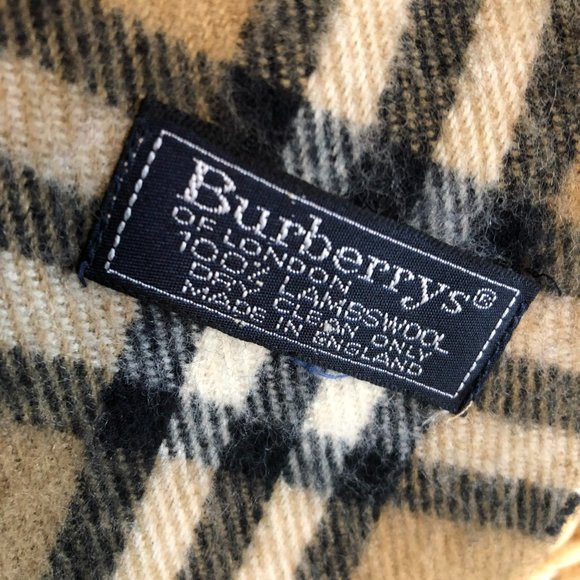 Burberrys®
OF LONDON
100% LAMBSWOOL
DRY CLEAN ONLY
MADE IN ENGLAND